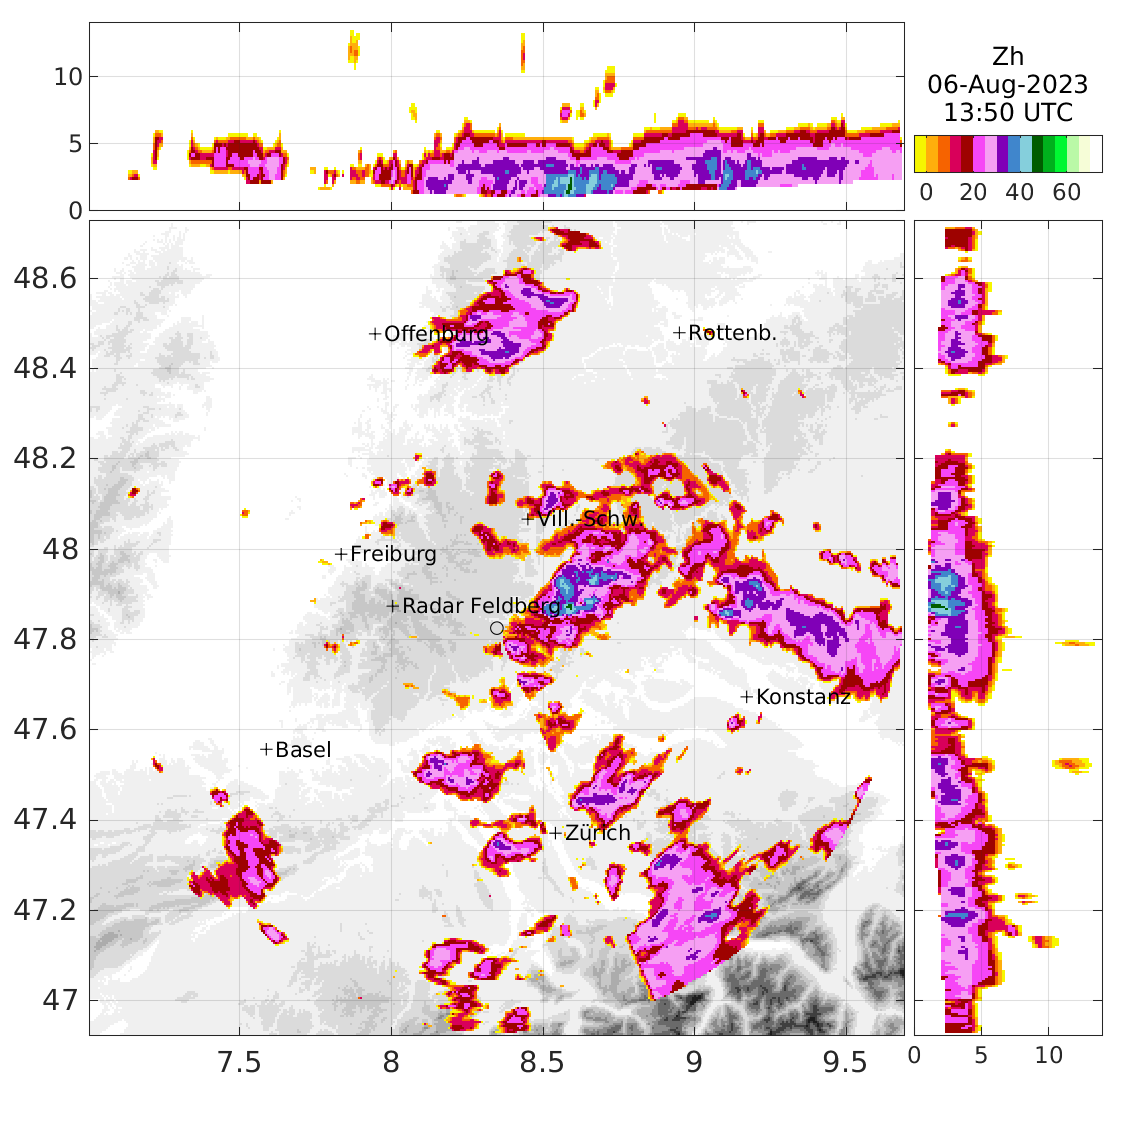 Zh
06-Aug-2023
13:50 UTC
0 20 40 60
10
5
0
48.6
48.4
48.2
48
47.8
47.6
47.4
47.2
47
Offenburg
Rottenb.
Vill.-Schw.
Freiburg
Radar Feldberg
Konstanz
Basel
Zürich
7.5 8 8.5 9 9.5
0 5 10